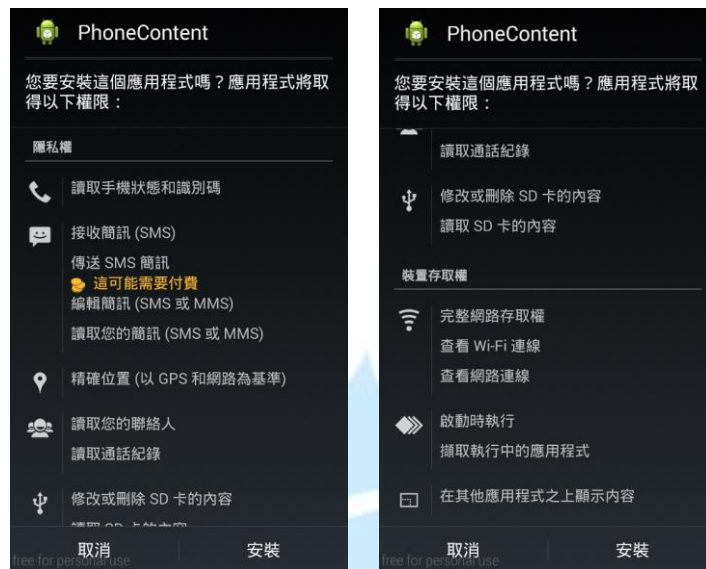 PhoneContent
您要安裝這個應用程式嗎？應用程式將取
得以下權限：
隱私權
讀取手機狀態和識別碼
接收簡訊 (SMS)
傳送 SMS 簡訊
這可能需要付費
編輯簡訊 (SMS 或 MMS)
讀取您的簡訊 (SMS 或 MMS)
精確位置 (以 GPS 和網路為基準)
讀取您的聯絡人
讀取通話紀錄
修改或刪除 SD 卡的內容
讀取 SD 卡的內容
取消
安裝
free for personal use
PhoneContent
您要安裝這個應用程式嗎？應用程式將取
得以下權限：
讀取通話紀錄
修改或刪除 SD 卡的內容
讀取 SD 卡的內容
裝置存取權
完整網路存取權
查看 Wi-Fi 連線
查看網路連線
啟動時執行
擷取執行中的應用程式
在其他應用程式之上顯示內容
取消
安裝
free for personal use